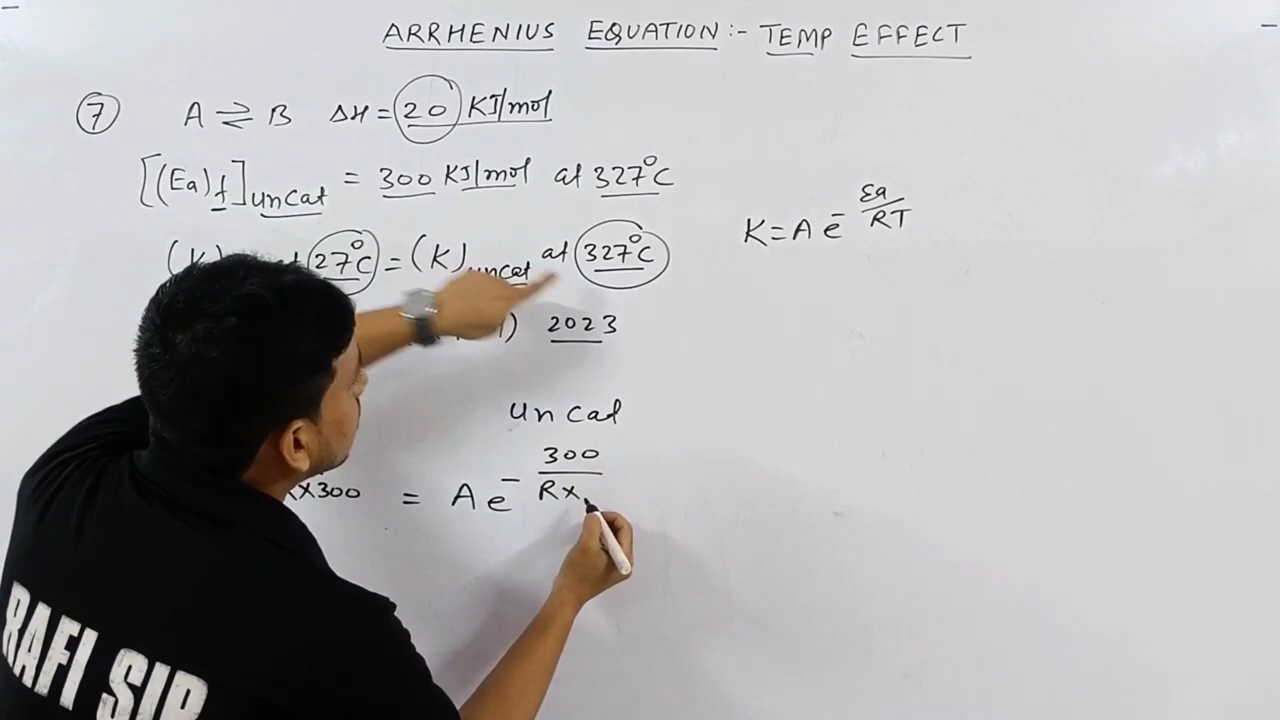 ARRHENIUS EQUATION:- TEMP EFFECT
⑦ A ⇌ B ΔH = 20 KJ/mol
[(Ea)f]uncat = 300 KJ/mol at 327°C
(K) 27°C = (K)uncat at 327°C
K = A e^-Ea/RT
2023
uncat
x300 = A e^-300/Rx
RAFI SIR